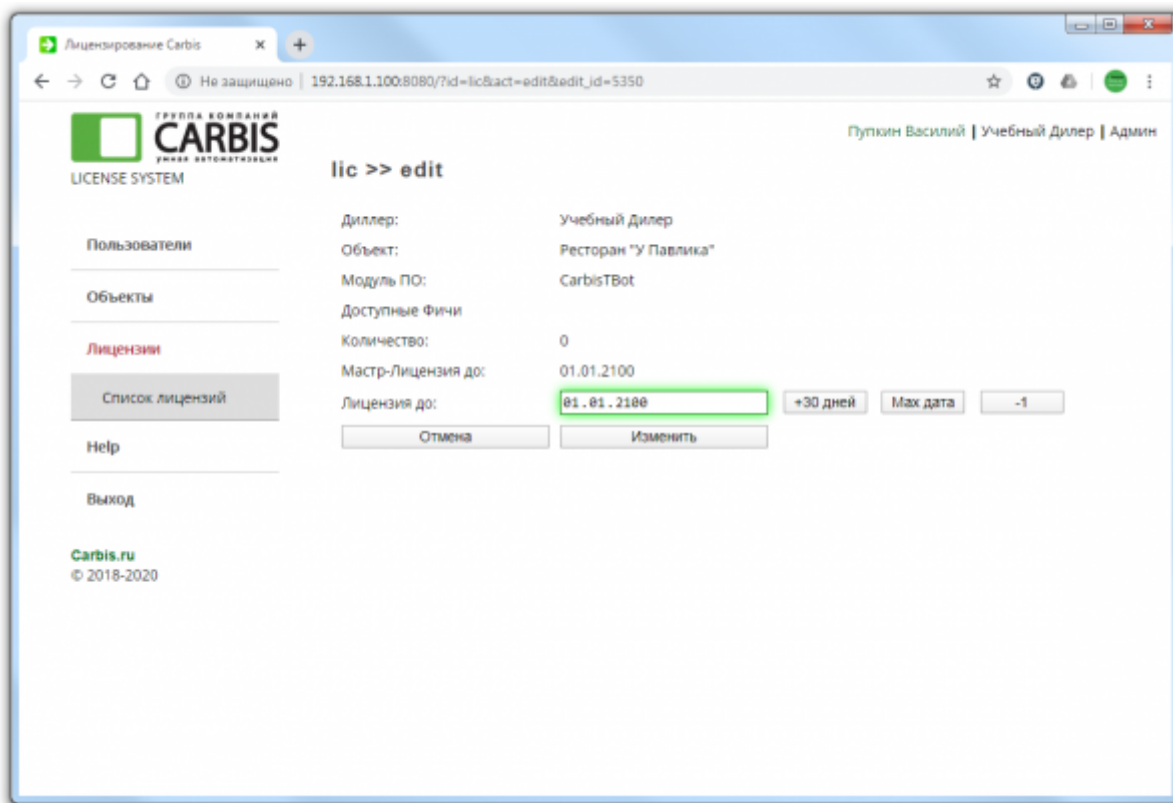 Лицензирование Carbis
Не защищено | 192.168.1.100:8080/?id=lic&act=edit&edit_id=5350
ГРУППА КОМПАНИЙ
CARBIS
умная автоматизация
LICENSE SYSTEM
Пупкин Василий | Учебный Дилер | Админ
lic >> edit
Пользователи
Объекты
Лицензии
Список лицензий
Help
Выход
Carbis.ru
© 2018-2020
Диллер: Учебный Дилер
Объект: Ресторан "У Павлика"
Модуль ПО: CarbisTBot
Доступные Фичи
Количество: 0
Мастр-Лицензия до: 01.01.2100
Лицензия до: 01.01.2100 +30 дней Max дата -1
Отмена Изменить